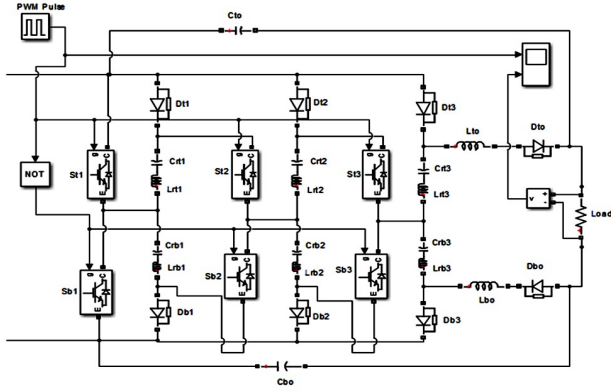 PWM Pulse
Cto
Dt1
Dt2
Dt3
Lto
Dto
g
C
E
St1
g
C
E
St2
g
C
E
St3
Crt1
Crt2
Crt3
NOT
Lrt1
Lrt2
Lrt3
v
+
-
Load
g
C
E
Sb1
g
C
E
Sb2
g
C
E
Sb3
Crb1
Crb2
Crb3
Lrb1
Lrb2
Lrb3
Lbo
Dbo
Db1
Db2
Db3
Cbo